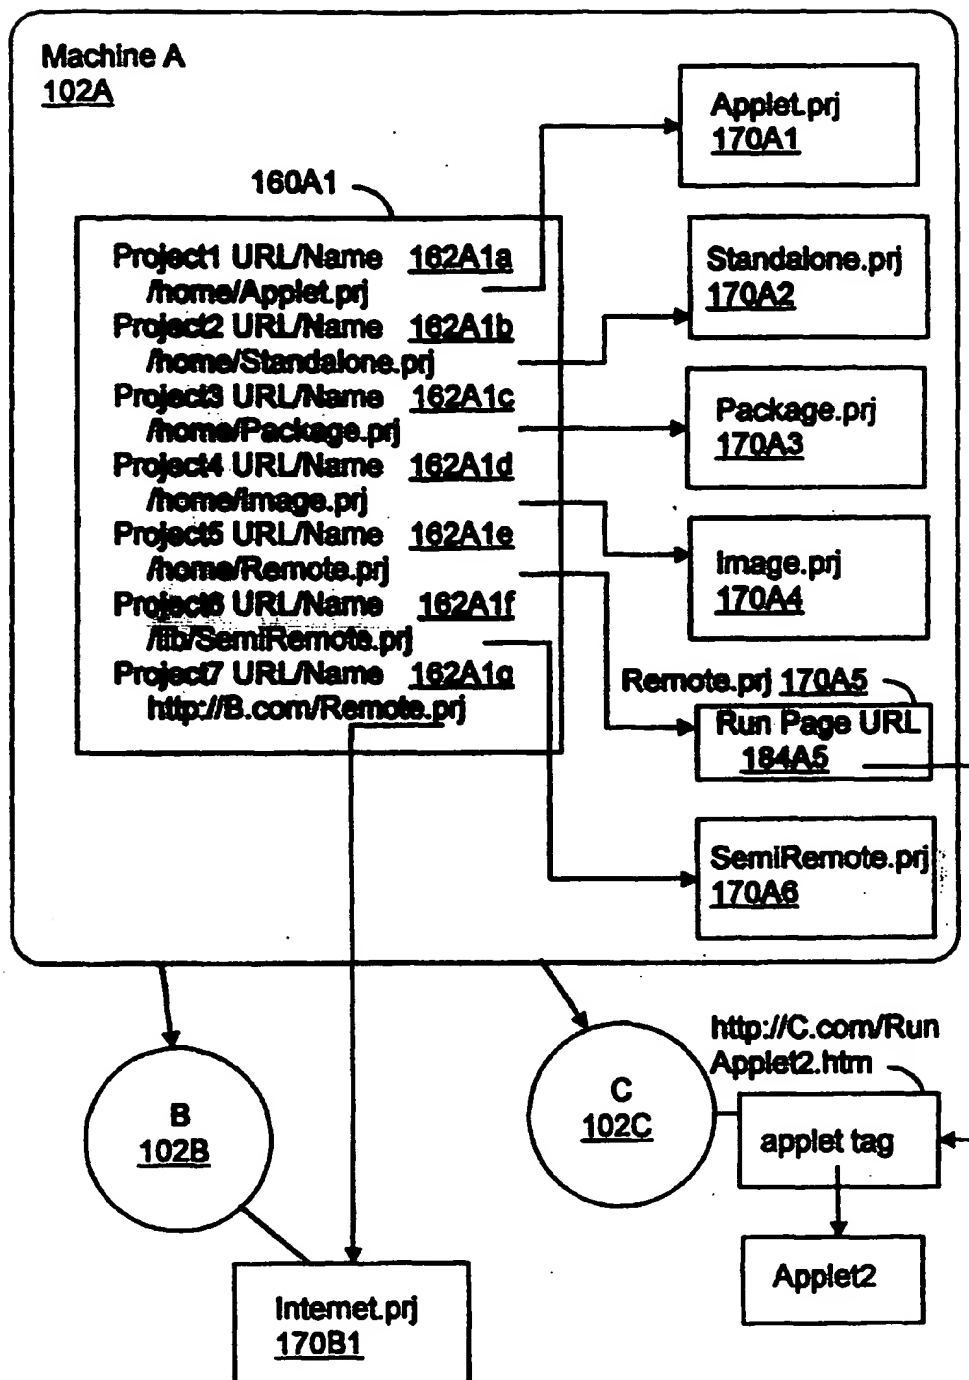 Machine A
102A
160A1
Project1 URL/Name 162A1a
/home/Applet.prj
Project2 URL/Name 162A1b
/home/Standalone.prj
Project3 URL/Name 162A1c
/home/Package.prj
Project4 URL/Name 162A1d
/home/Image.prj
Project5 URL/Name 162A1e
/home/Remote.prj
Project6 URL/Name 162A1f
/lib/SemiRemote.prj
Project7 URL/Name 162A1g
http://B.com/Remote.prj
Applet.prj
170A1
Standalone.prj
170A2
Package.prj
170A3
Image.prj
170A4
Remote.prj 170A5
Run Page URL
184A5
SemiRemote.prj
170A6
B
102B
C
102C
http://C.com/Run
Applet2.htm
applet tag
Applet2
Internet.prj
170B1